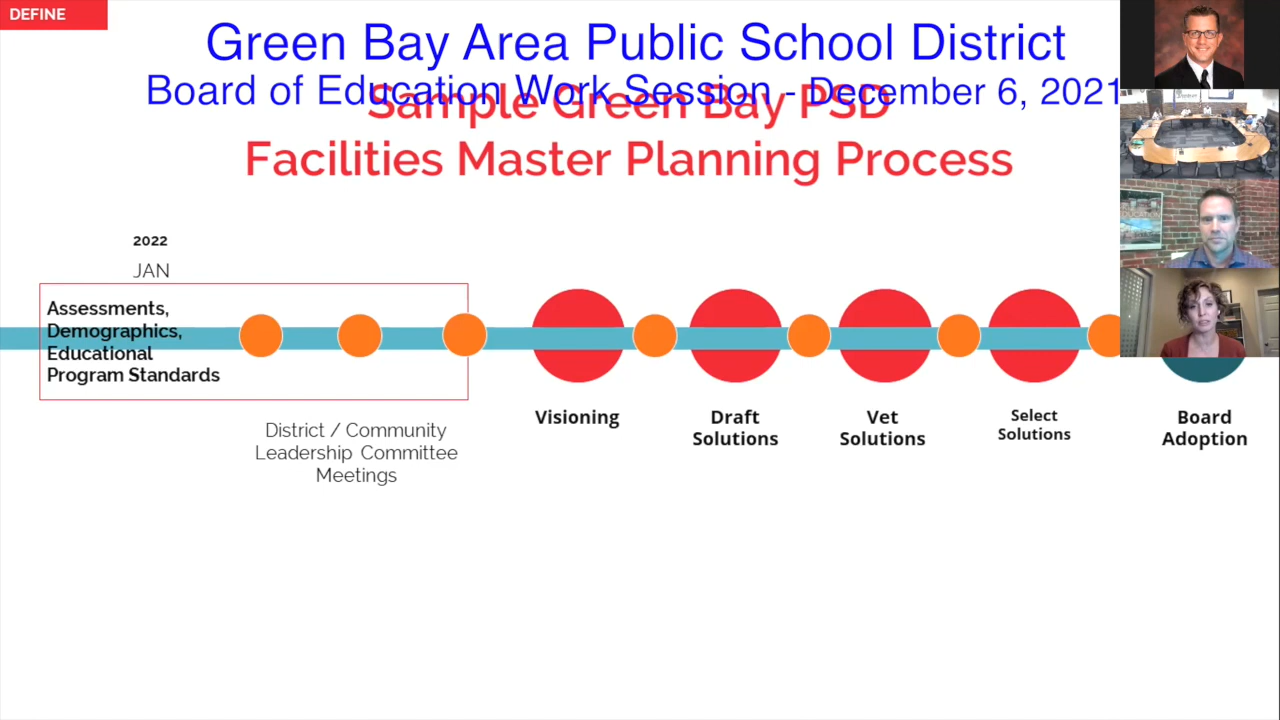 DEFINE
Green Bay Area Public School District
Board of Education Work Session - December 6, 2021
Sample Green Bay PSD
Facilities Master Planning Process
2022
JAN
Assessments,
Demographics,
Educational
Program Standards
District / Community
Leadership Committee
Meetings
Visioning
Draft
Solutions
Vet
Solutions
Select
Solutions
Board
Adoption